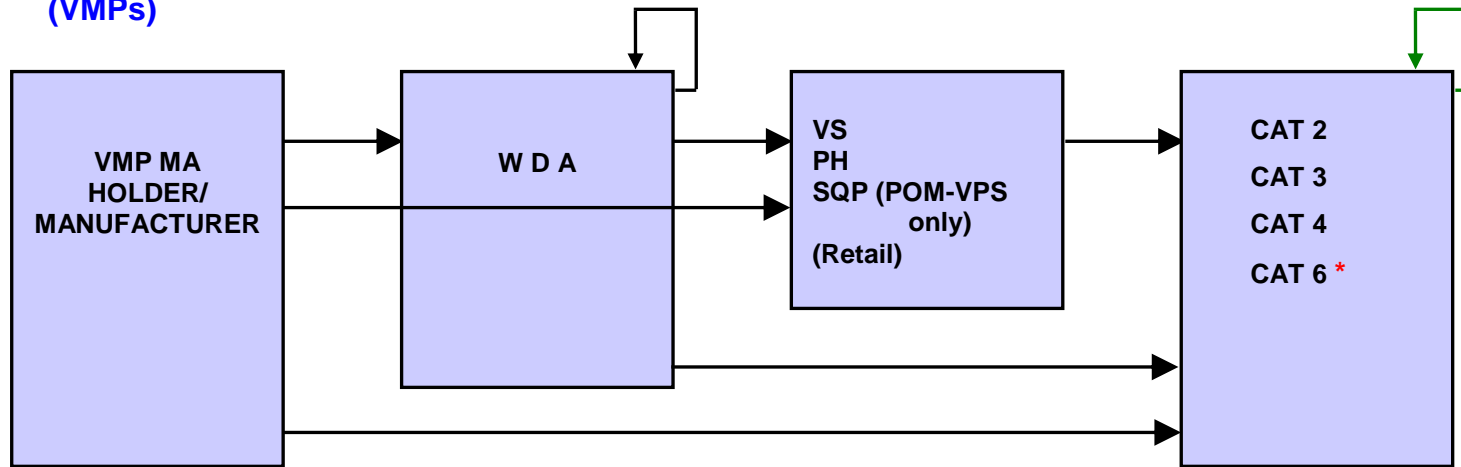 (VMPs)
VMP MA
HOLDER/
MANUFACTURER
W D A
VS
PH
SQP (POM-VPS
only)
(Retail)
CAT 2
CAT 3
CAT 4
CAT 6 *